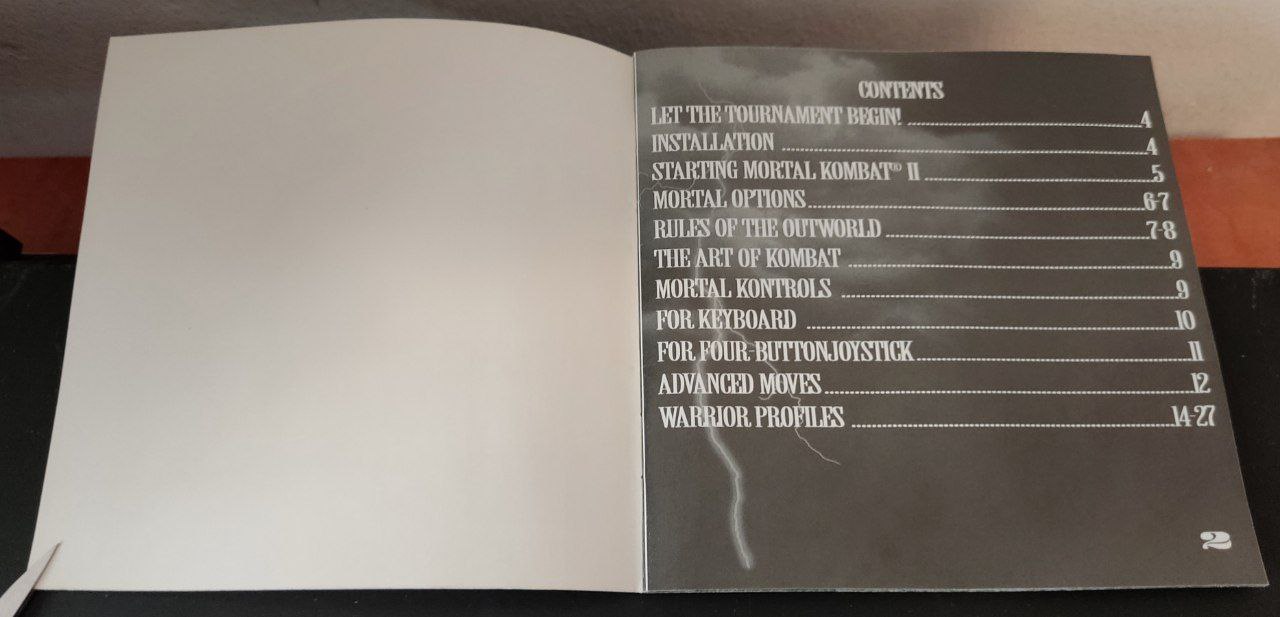 CONTENTS
LET THE TOURNAMENT BEGIN! ........ 4
INSTALLATION ........ 4
STARTING MORTAL KOMBAT® II ........ 5
MORTAL OPTIONS ........ 6-7
RULES OF THE OUTWORLD ........ 7-8
THE ART OF KOMBAT ........ 9
MORTAL KONTROLS ........ 9
FOR KEYBOARD ........ 10
FOR FOUR-BUTTONJOYSTICK ........ 11
ADVANCED MOVES ........ 12
WARRIOR PROFILES ........ 14-27
2